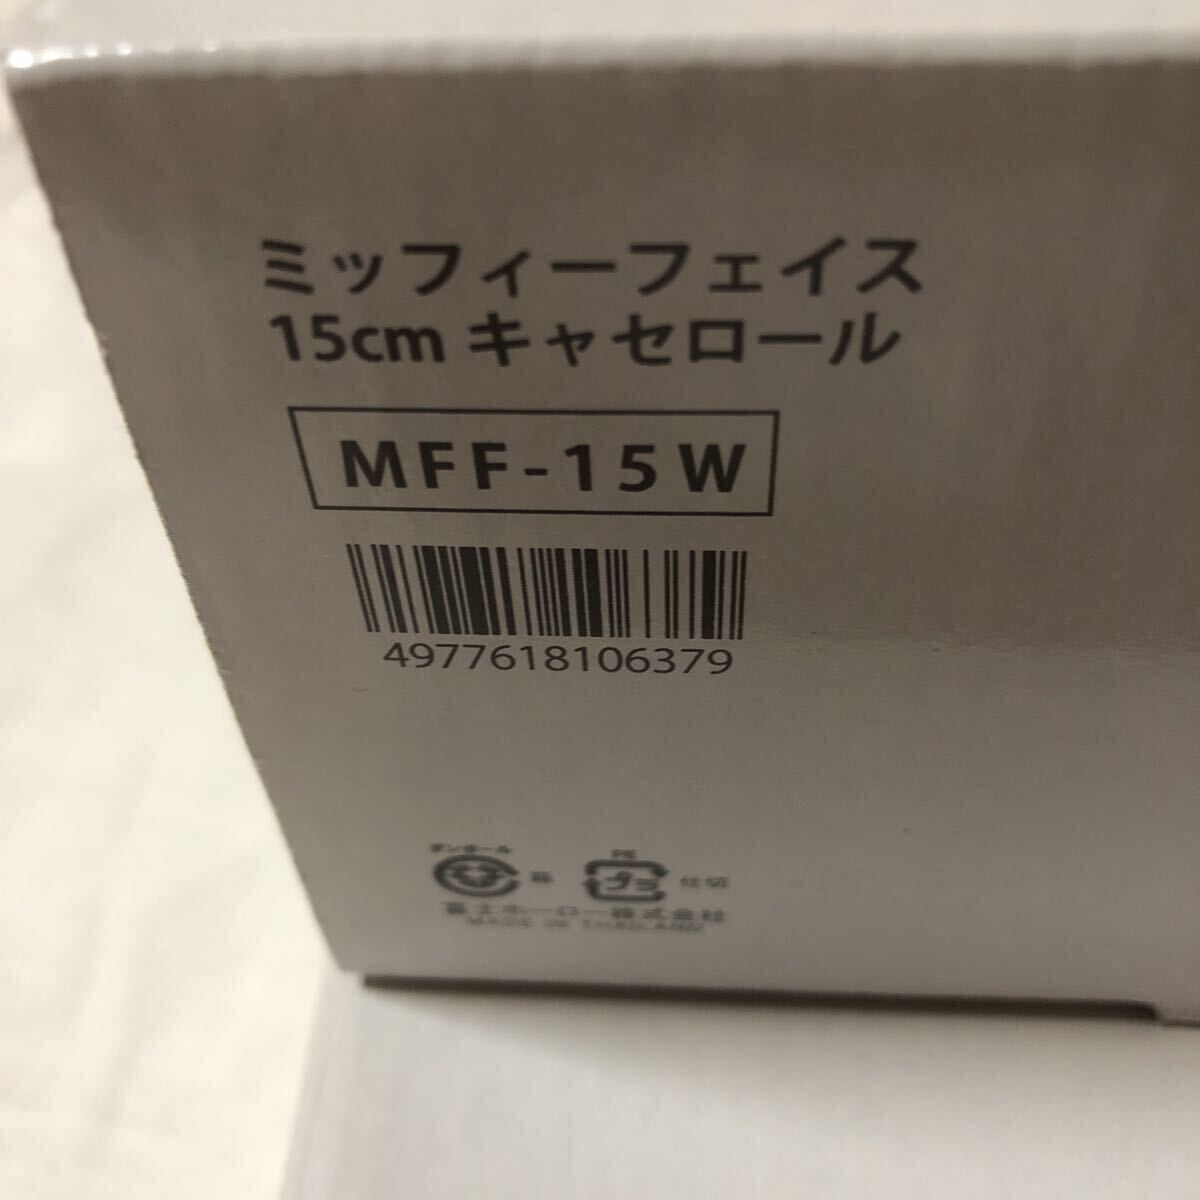 ミッフィーフェイス
15cm キャセロール
MFF-15W
4977618106379
ダンボール
箱
PE
プラ
仕切
富士ホーロー株式会社
MADE IN THAILAND